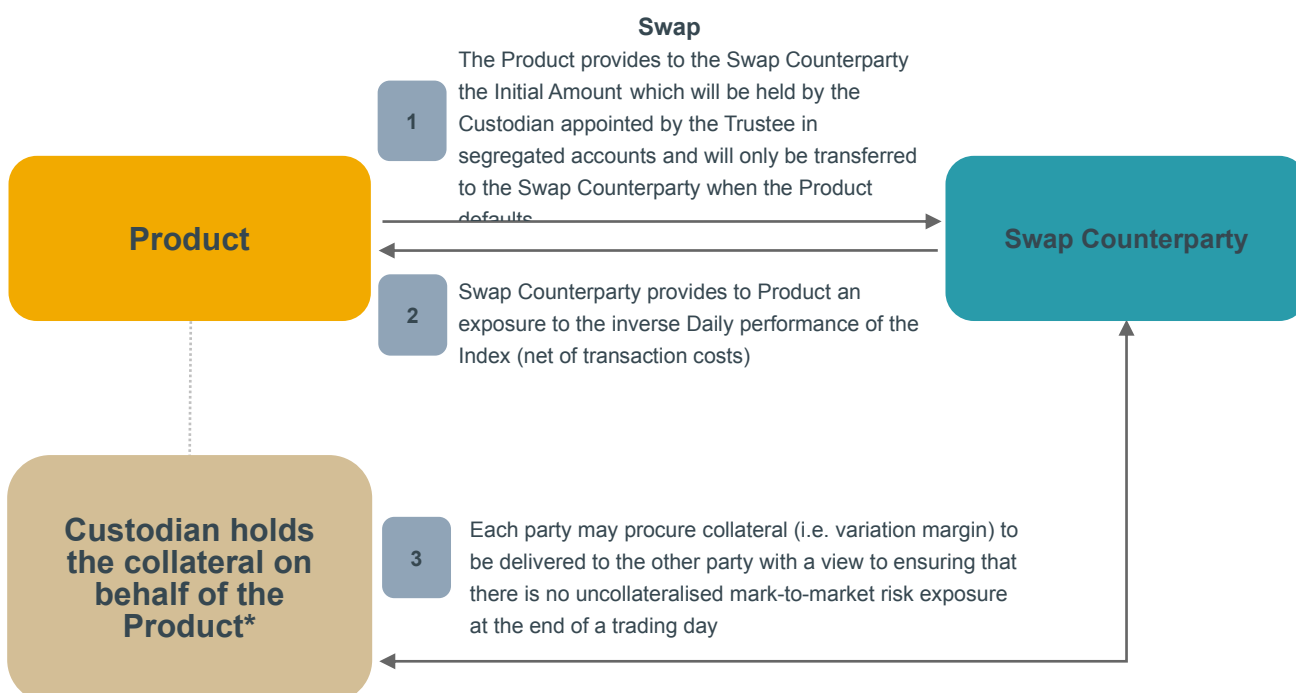 Swap
The Product provides to the Swap Counterparty
the Initial Amount which will be held by the
1
Custodian appointed by the Trustee in
segregated accounts and will only be transferred
to the Swap Counterparty when the Product
defaults
Product
Swap Counterparty
2
Swap Counterparty provides to Product an
exposure to the inverse Daily performance of the
Index (net of transaction costs)
Custodian holds
the collateral on
behalf of the
Product*
3
Each party may procure collateral (i.e. variation margin) to
be delivered to the other party with a view to ensuring that
there is no uncollateralised mark-to-market risk exposure
at the end of a trading day